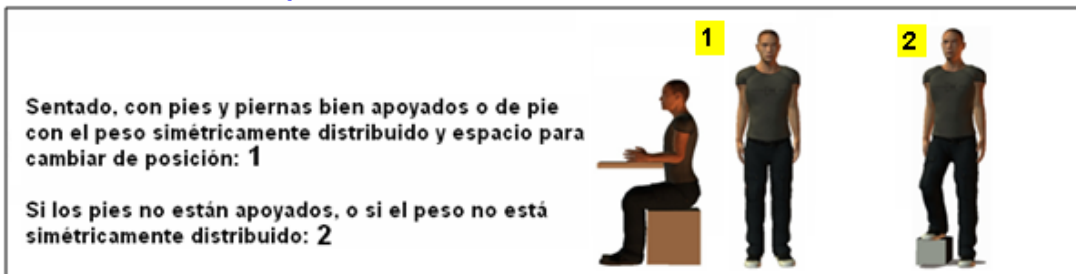 Sentado, con pies y piernas bien apoyados o de pie
con el peso simétricamente distribuido y espacio para
cambiar de posición: 1
Si los pies no están apoyados, o si el peso no está
simétricamente distribuido: 2
1
2